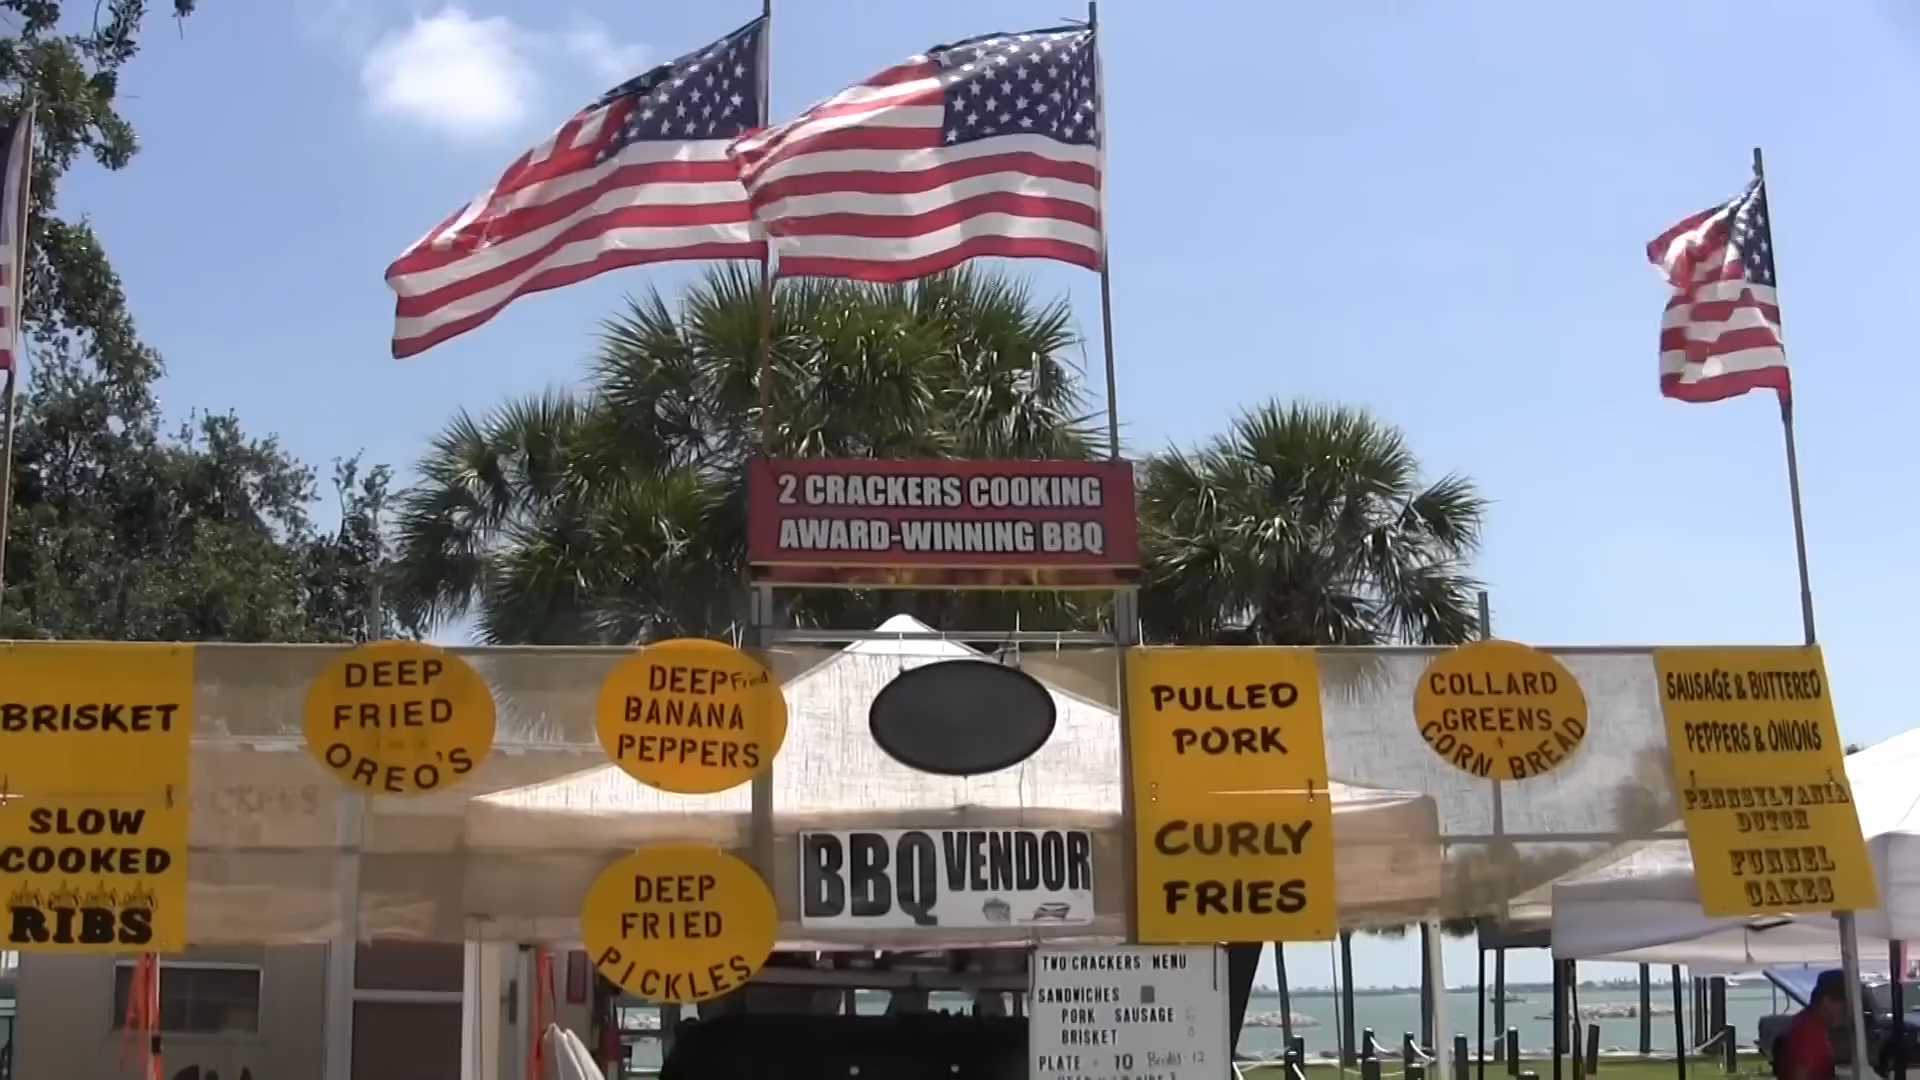 2 CRACKERS COOKING
AWARD-WINNING BBQ
BRISKET
SLOW
COOKED
RIBS
DEEP
FRIED
OREO'S
DEEP Fried
BANANA
PEPPERS
DEEP
FRIED
PICKLES
BBQ VENDOR
PULLED
PORK
CURLY
FRIES
COLLARD
GREENS
+
CORN BREAD
SAUSAGE & BUTTERED
PEPPERS & ONIONS
PENNSYLVANIA
DUTCH
FUNNEL
CAKES
TWO CRACKERS MENU
SANDWICHES
PORK SAUSAGE
BRISKET
PLATE - 10